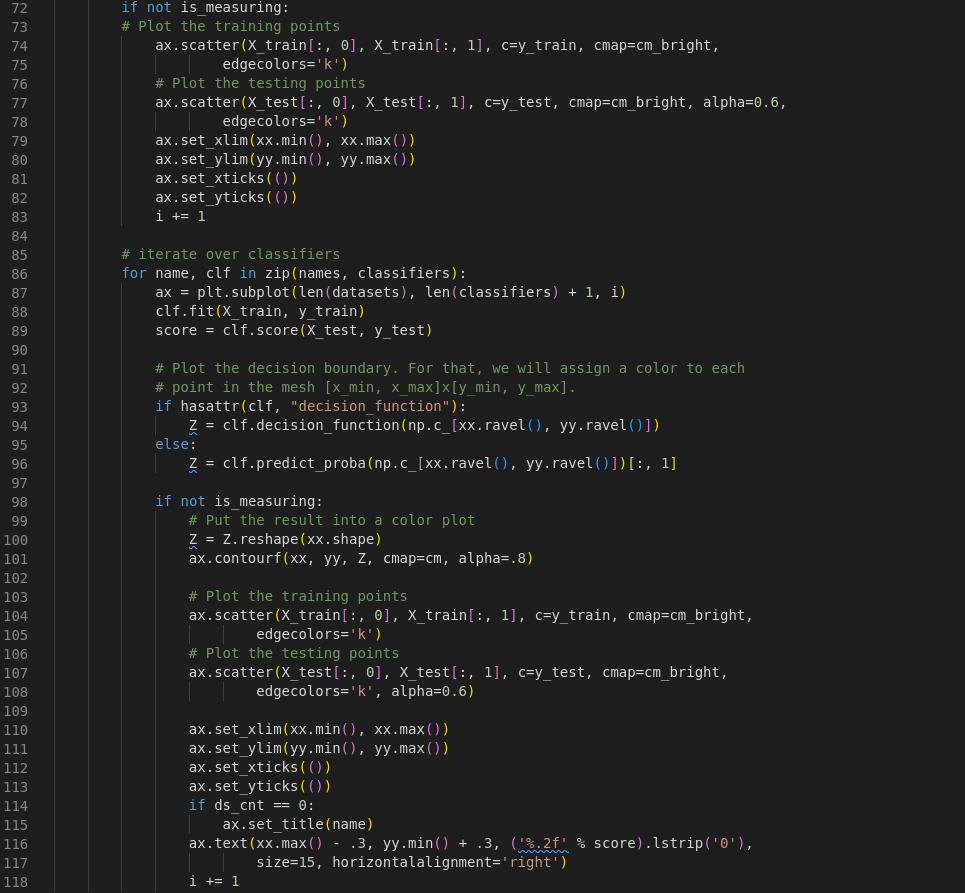 72 if not is_measuring:
73 # Plot the training points
74 ax.scatter(X_train[:, 0], X_train[:, 1], c=y_train, cmap=cm_bright,
75 edgecolors='k')
76 # Plot the testing points
77 ax.scatter(X_test[:, 0], X_test[:, 1], c=y_test, cmap=cm_bright, alpha=0.6,
78 edgecolors='k')
79 ax.set_xlim(xx.min(), xx.max())
80 ax.set_ylim(yy.min(), yy.max())
81 ax.set_xticks(())
82 ax.set_yticks(())
83 i += 1
84
85 # iterate over classifiers
86 for name, clf in zip(names, classifiers):
87 ax = plt.subplot(len(datasets), len(classifiers) + 1, i)
88 clf.fit(X_train, y_train)
89 score = clf.score(X_test, y_test)
90
91 # Plot the decision boundary. For that, we will assign a color to each
92 # point in the mesh [x_min, x_max]x[y_min, y_max].
93 if hasattr(clf, "decision_function"):
94 Z = clf.decision_function(np.c_[xx.ravel(), yy.ravel()])
95 else:
96 Z = clf.predict_proba(np.c_[xx.ravel(), yy.ravel()])[:, 1]
97
98 if not is_measuring:
99 # Put the result into a color plot
100 Z = Z.reshape(xx.shape)
101 ax.contourf(xx, yy, Z, cmap=cm, alpha=.8)
102
103 # Plot the training points
104 ax.scatter(X_train[:, 0], X_train[:, 1], c=y_train, cmap=cm_bright,
105 edgecolors='k')
106 # Plot the testing points
107 ax.scatter(X_test[:, 0], X_test[:, 1], c=y_test, cmap=cm_bright,
108 edgecolors='k', alpha=0.6)
109
110 ax.set_xlim(xx.min(), xx.max())
111 ax.set_ylim(yy.min(), yy.max())
112 ax.set_xticks(())
113 ax.set_yticks(())
114 if ds_cnt == 0:
115 ax.set_title(name)
116 ax.text(xx.max() - .3, yy.min() + .3, ('%.2f' % score).lstrip('0'),
117 size=15, horizontalalignment='right')
118 i += 1